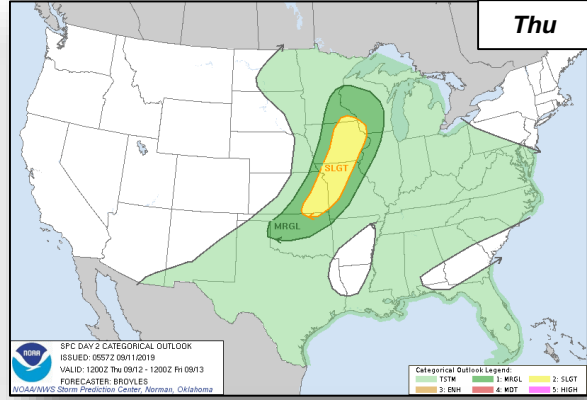 Thu
SLGT
MRGL
NOAA
SPC DAY 2 CATEGORICAL OUTLOOK
ISSUED: 0557Z 09/11/2019
VALID: 1200Z Thu 09/12 - 1200Z Fri 09/13
FORECASTER: BROYLES
NOAA/NWS Storm Prediction Center, Norman, Oklahoma
Categorical Outlook Legend:
TSTM 1: MRGL 2: SLGT
3: ENH 4: MDT 5: HIGH